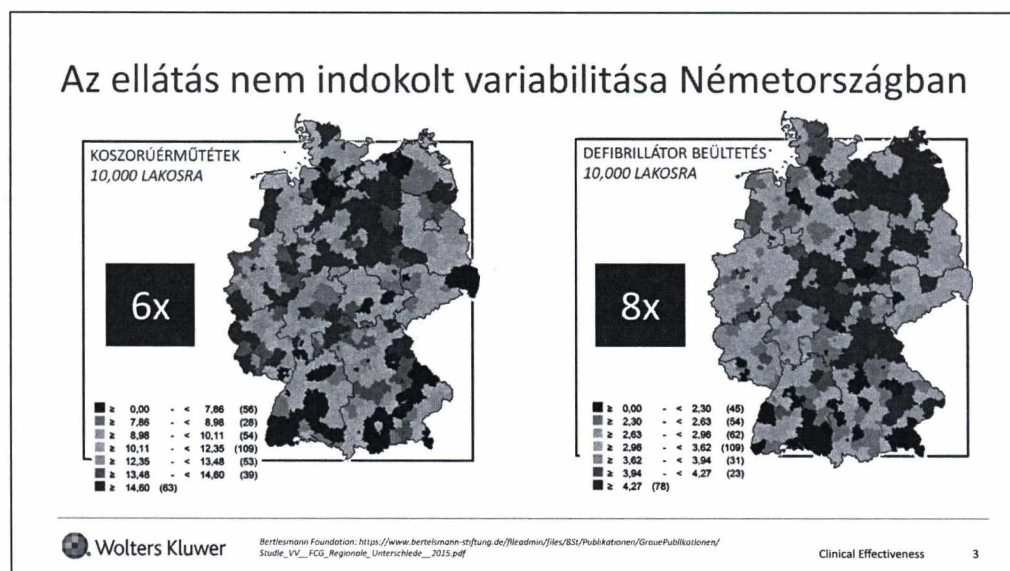 Az ellátás nem indokolt variabilitása Németországban
KOSZORÚÉRMŰTÉTEK
10,000 LAKOSRA
6x
≥ 0,00 - < 7,86 (56)
≥ 7,86 - < 8,98 (28)
≥ 8,98 - < 10,11 (54)
≥ 10,11 - < 12,35 (109)
≥ 12,35 - < 13,48 (53)
≥ 13,48 - < 14,60 (39)
≥ 14,60 (63)
DEFIBRILLÁTOR BEÜLTETÉS
10,000 LAKOSRA
8x
≥ 0,00 - < 2,30 (45)
≥ 2,30 - < 2,63 (54)
≥ 2,63 - < 2,96 (62)
≥ 2,96 - < 3,62 (109)
≥ 3,62 - < 3,94 (31)
≥ 3,94 - < 4,27 (23)
≥ 4,27 (78)
Wolters Kluwer
Bertlesmann Foundation: https://www.bertelsmann-stiftung.de/fileadmin/files/BSt/Publikationen/GrauePublikationen/
Studie_VV__FCG_Regionale_Unterschiede__2015.pdf
Clinical Effectiveness 3